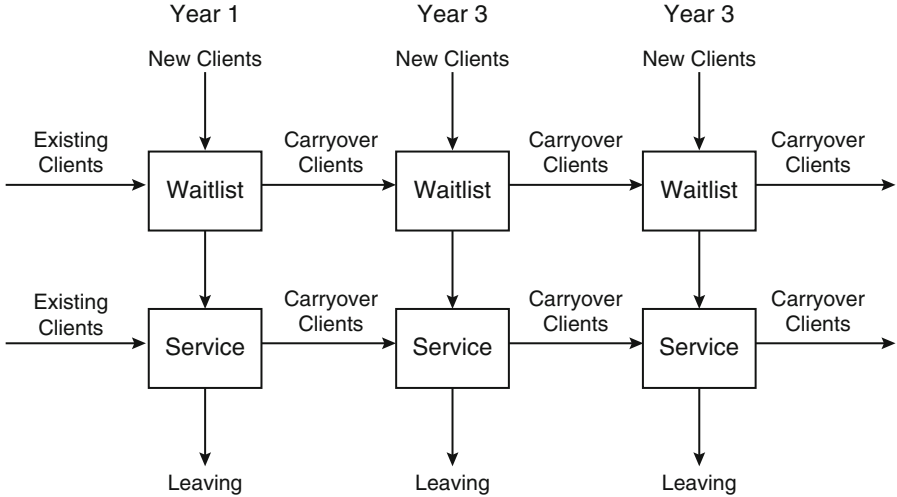 Year 1
Year 3
Year 3
New Clients
New Clients
New Clients
Existing
Clients
Carryover
Clients
Carryover
Clients
Carryover
Clients
Waitlist
Waitlist
Waitlist
Existing
Clients
Carryover
Clients
Carryover
Clients
Carryover
Clients
Service
Service
Service
Leaving
Leaving
Leaving